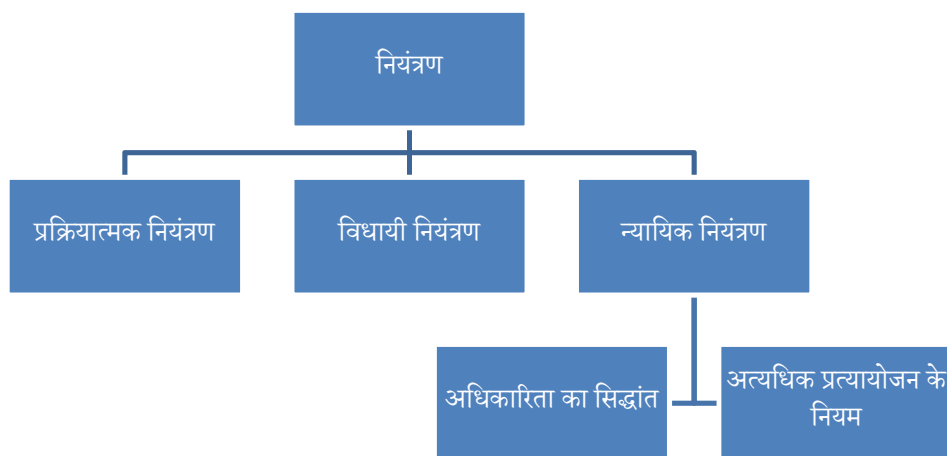 नियंत्रण
प्रक्रियात्मक नियंत्रण
विधायी नियंत्रण
न्यायिक नियंत्रण
अधिकारिता का सिद्धांत
अत्यधिक प्रत्यायोजन के
नियम